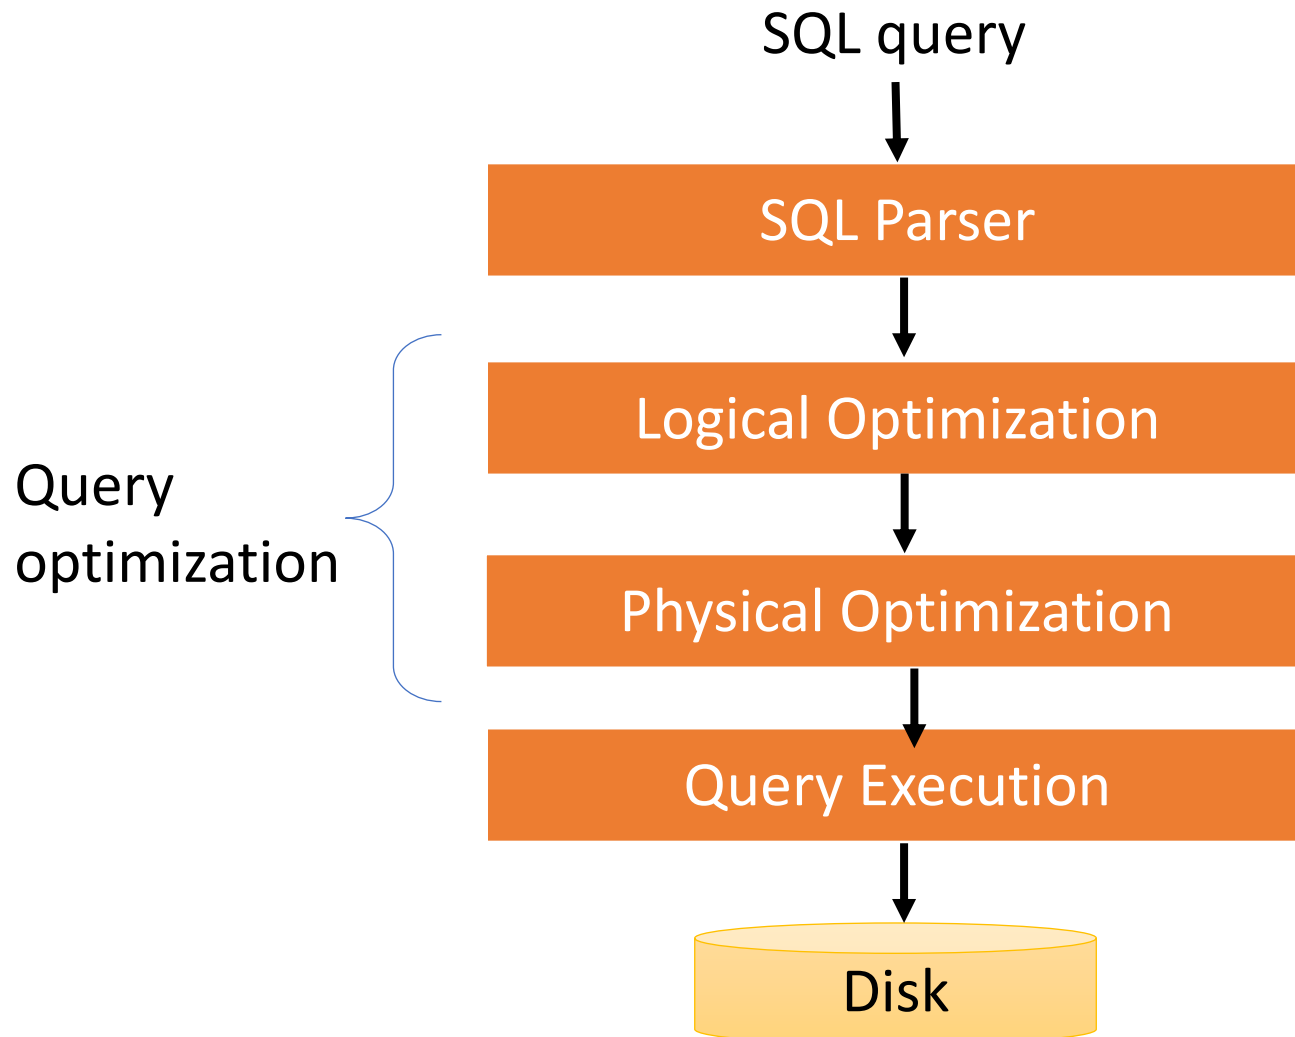 SQL query
SQL Parser
Logical Optimization
Query
optimization
Physical Optimization
Query Execution
Disk